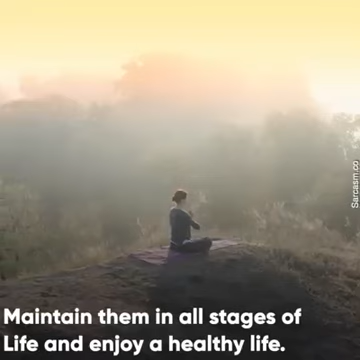 Sarcasm.co
Maintain them in all stages of
Life and enjoy a healthy life.